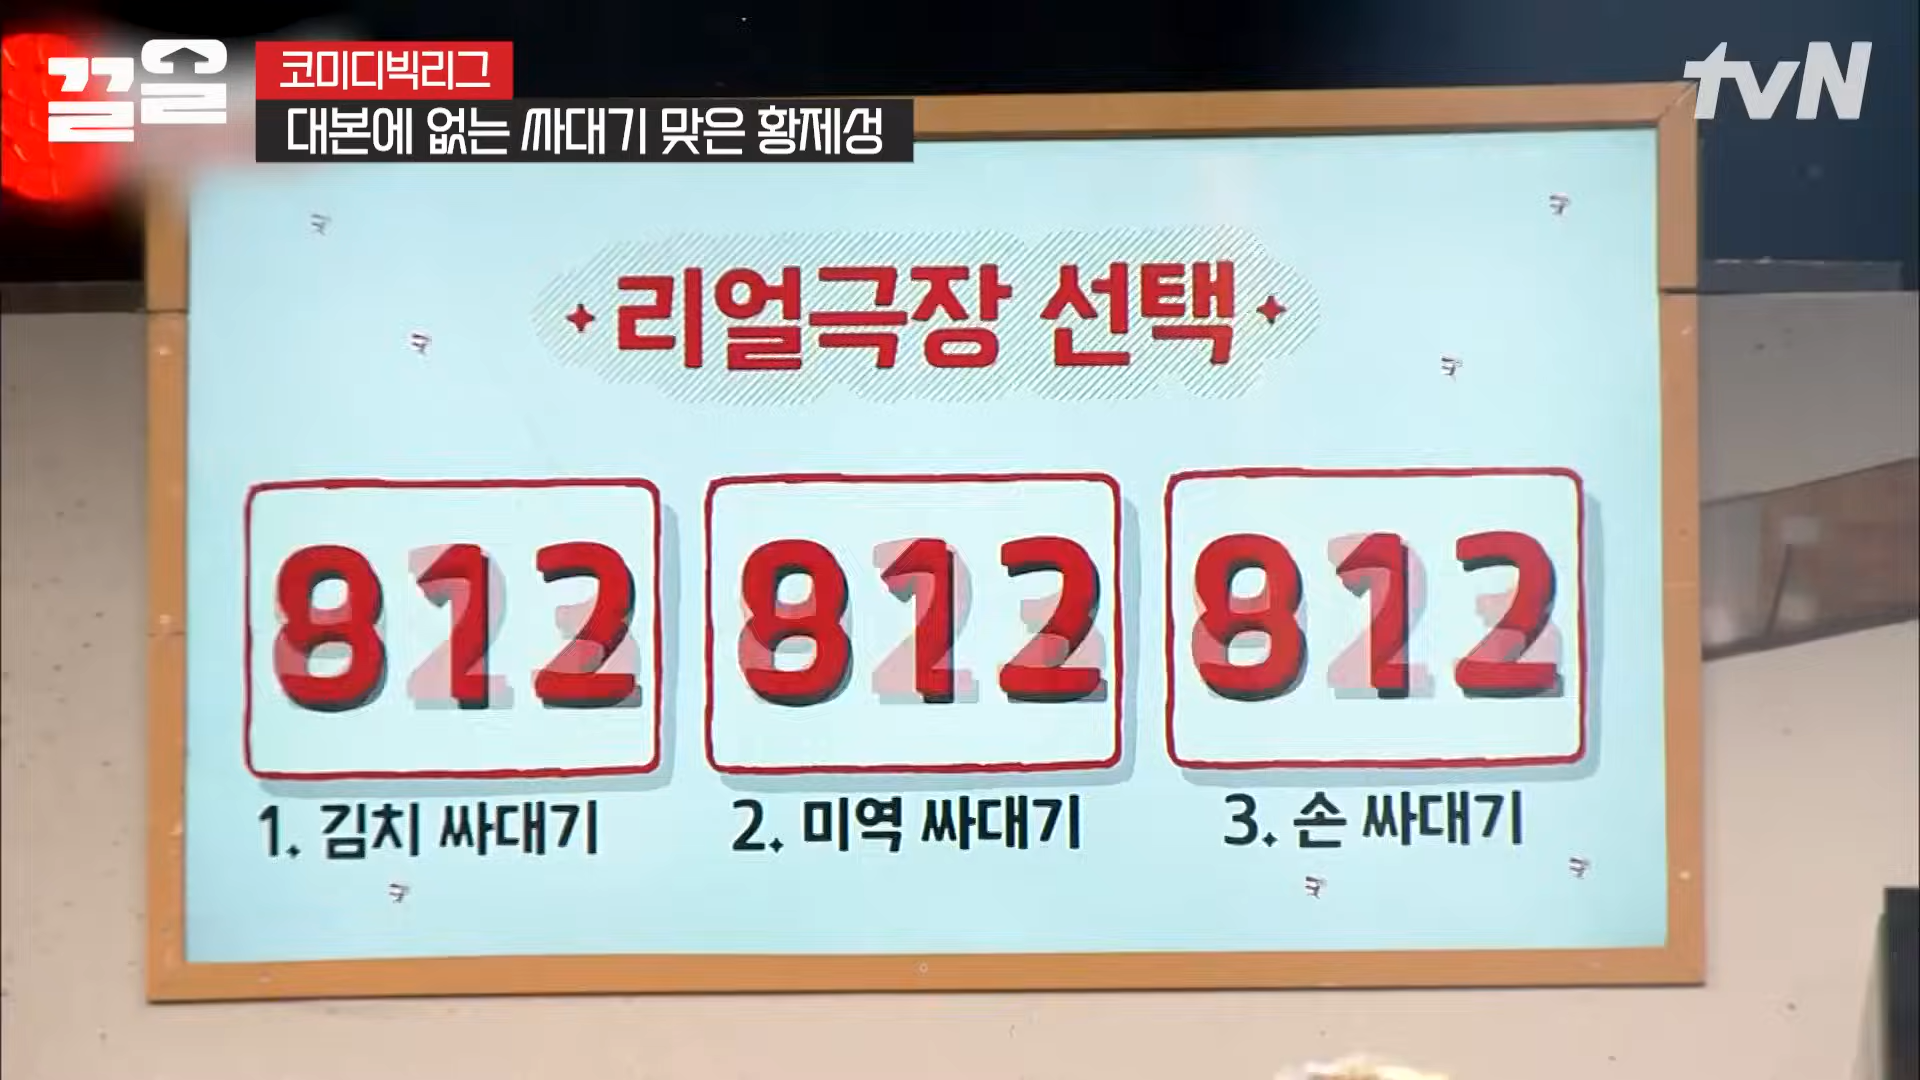 끌올
코미디빅리그
tvN
대본에 없는 싸대기 맞은 황제성
리얼극장 선택
812 812 812
1. 김치 싸대기 2. 미역 싸대기 3. 손 싸대기